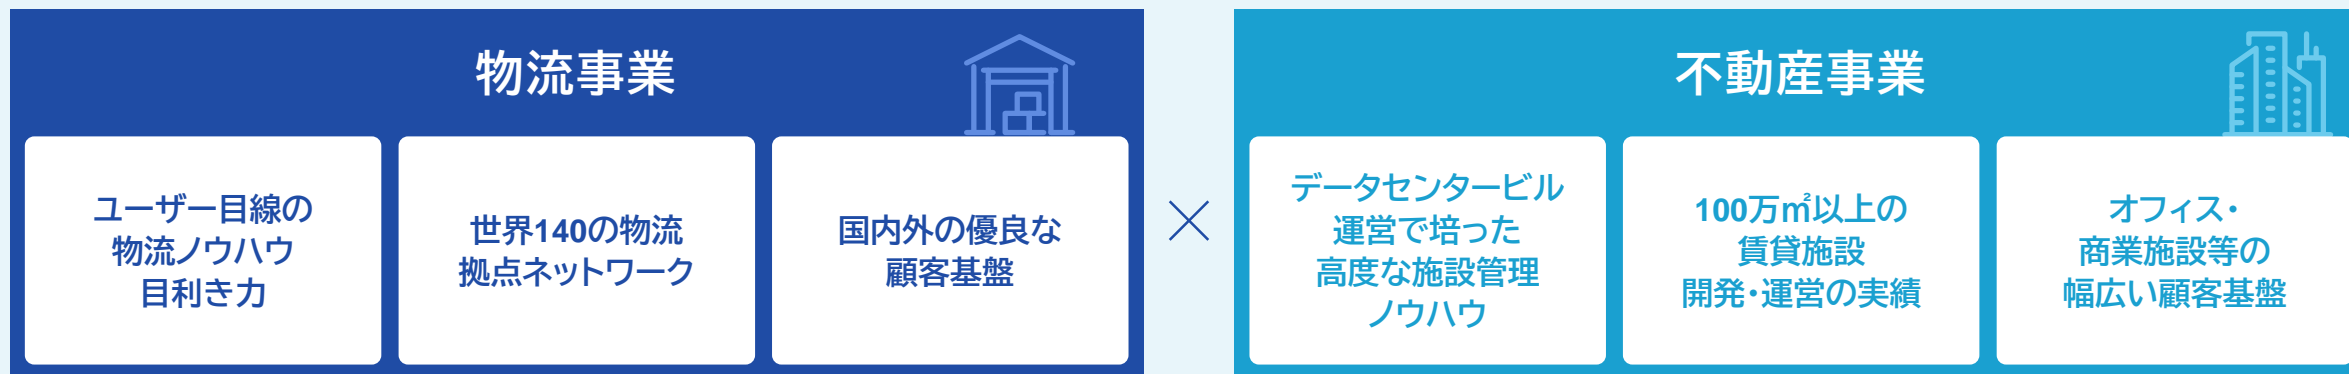 物流事業
ユーザー目線の
物流ノウハウ
目利き力
世界140の物流
拠点ネットワーク
国内外の優良な
顧客基盤
×
不動産事業
データセンタービル
運営で培った
高度な施設管理
ノウハウ
100万㎡以上の
賃貸施設
開発・運営の実績
オフィス・
商業施設等の
幅広い顧客基盤